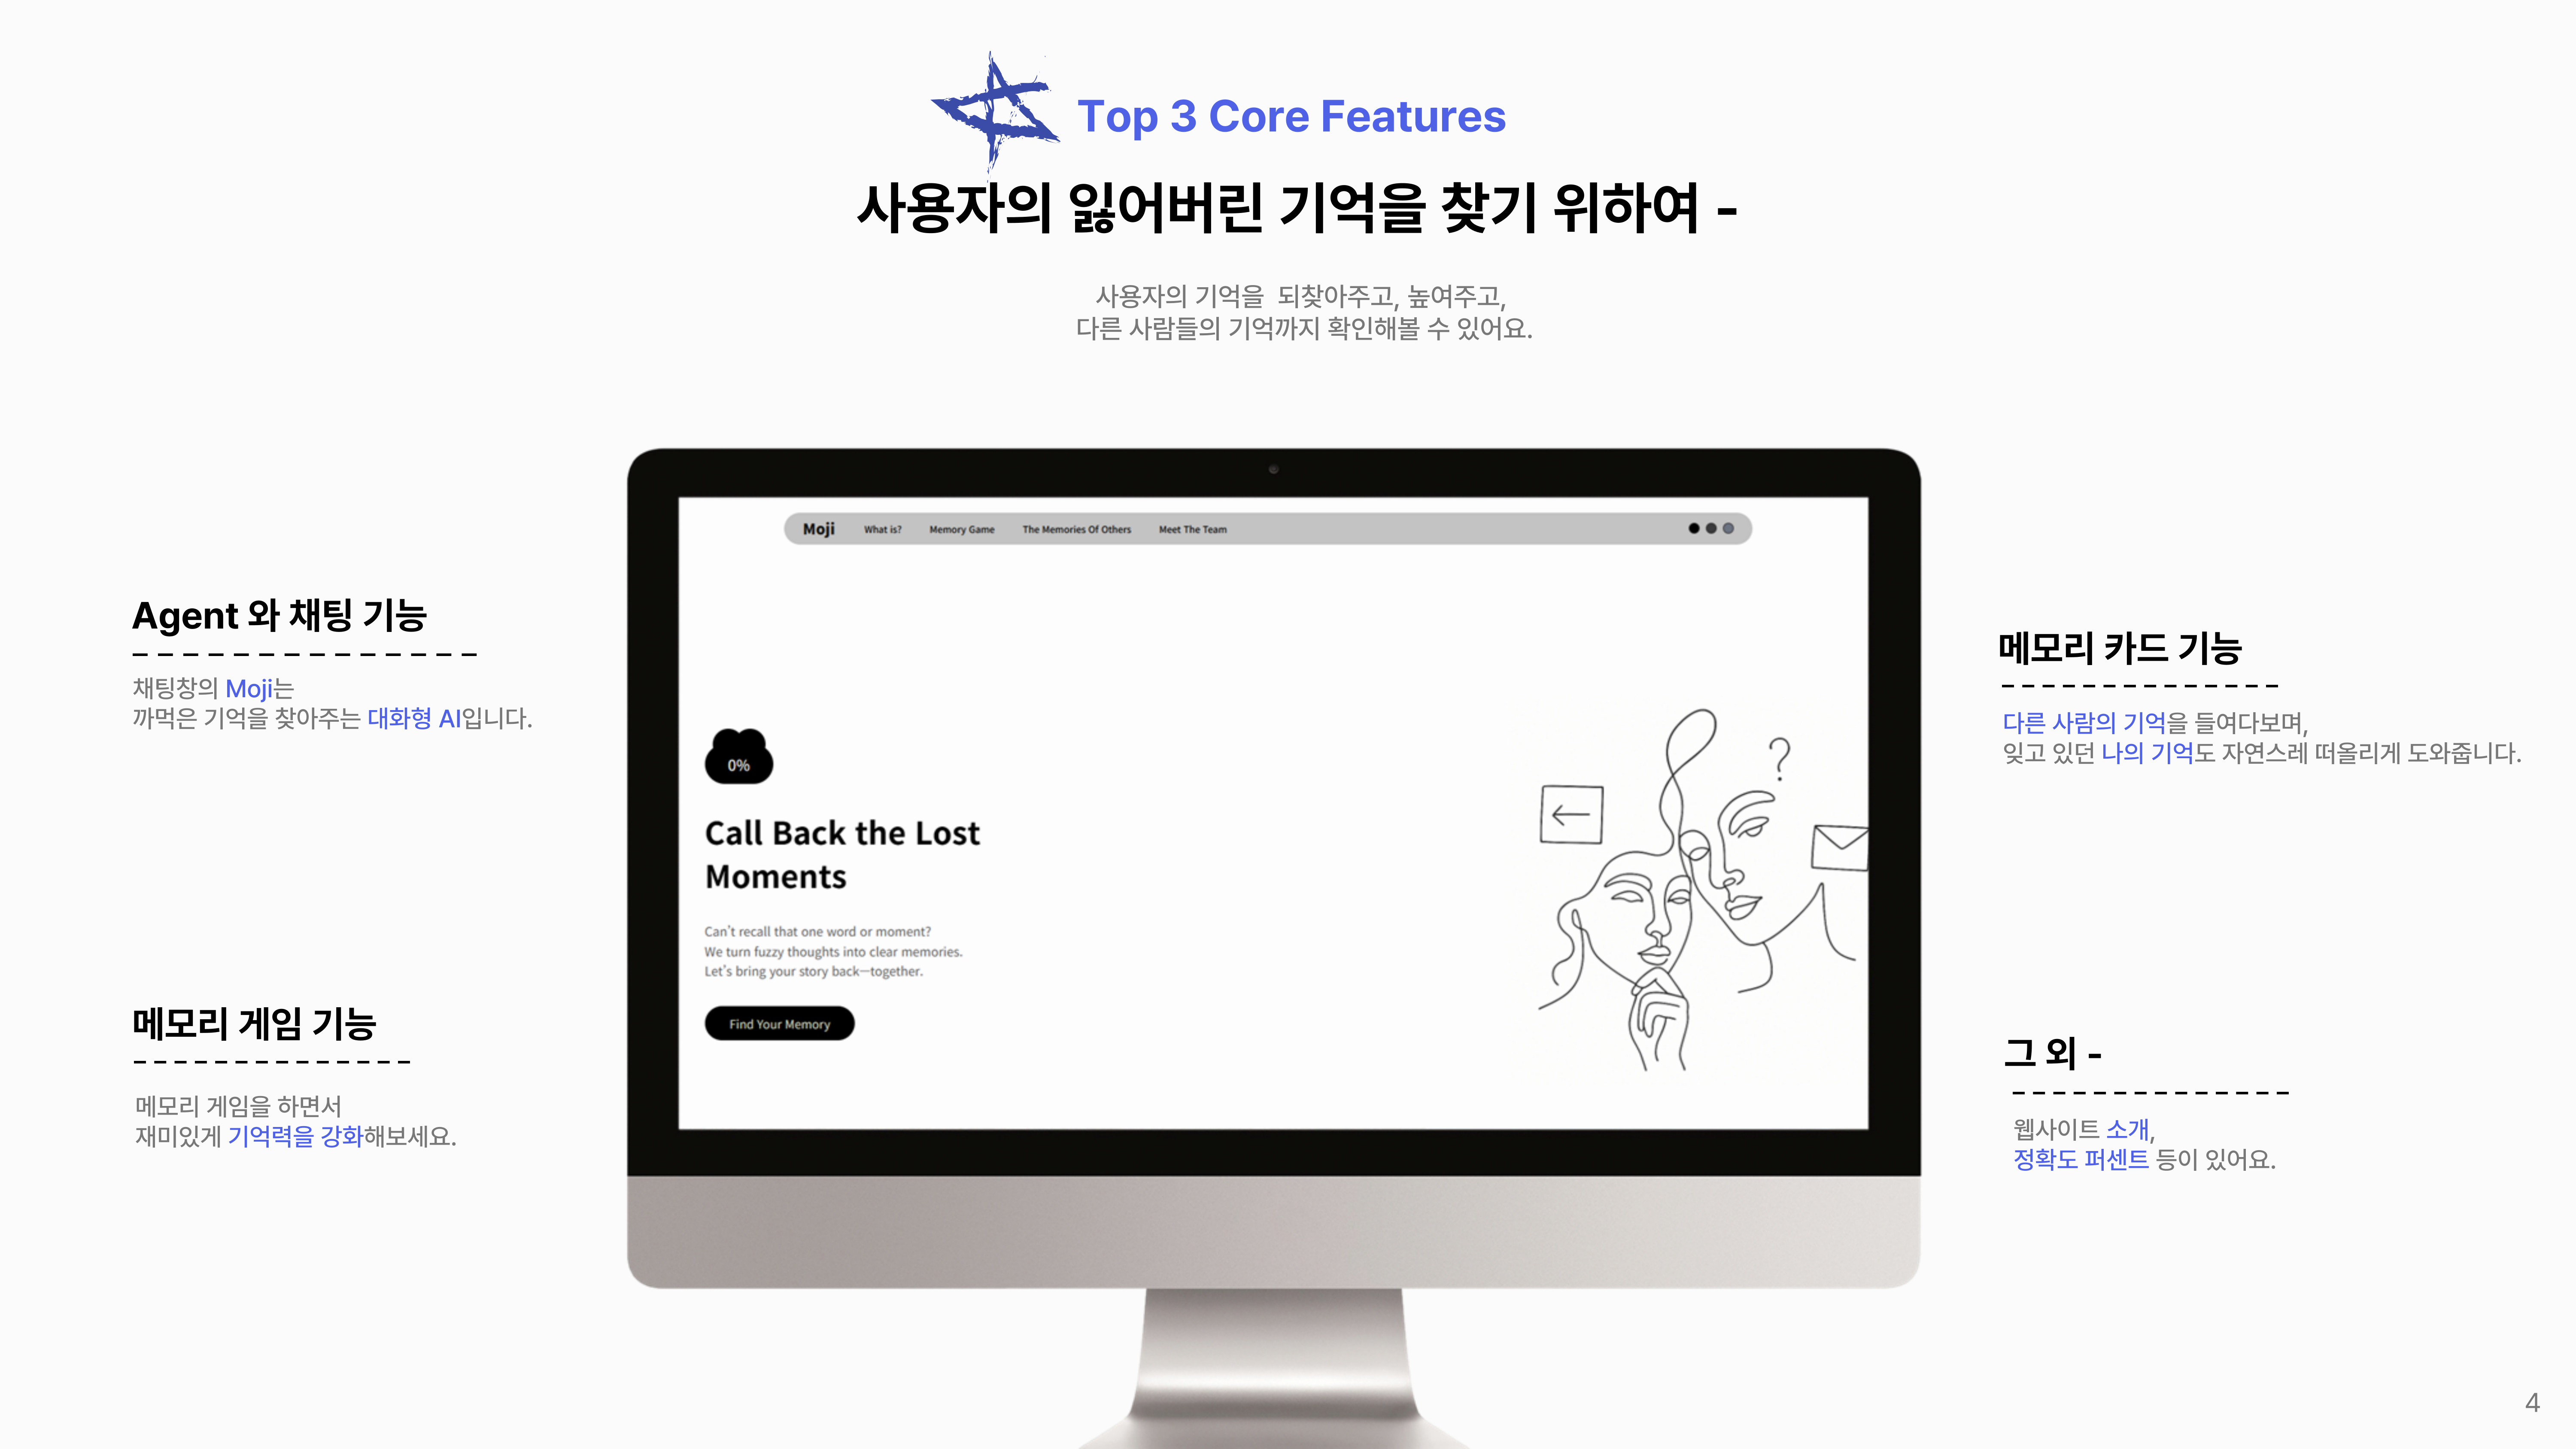 Top 3 Core Features
사용자의 잃어버린 기억을 찾기 위하여 -
사용자의 기억을 되찾아주고, 높여주고,
다른 사람들의 기억까지 확인해볼 수 있어요.
Agent 와 채팅 기능
채팅창의 Moji는
까먹은 기억을 찾아주는 대화형 AI입니다.
메모리 게임 기능
메모리 게임을 하면서
재미있게 기억력을 강화해보세요.
Moji What is? Memory Game The Memories Of Others Meet The Team
0%
Call Back the Lost
Moments
Can't recall that one word or moment?
We turn fuzzy thoughts into clear memories.
Let's bring your story back—together.
Find Your Memory
?
메모리 카드 기능
다른 사람의 기억을 들여다보며,
잊고 있던 나의 기억도 자연스레 떠올리게 도와줍니다.
그 외 -
웹사이트 소개,
정확도 퍼센트 등이 있어요.
4